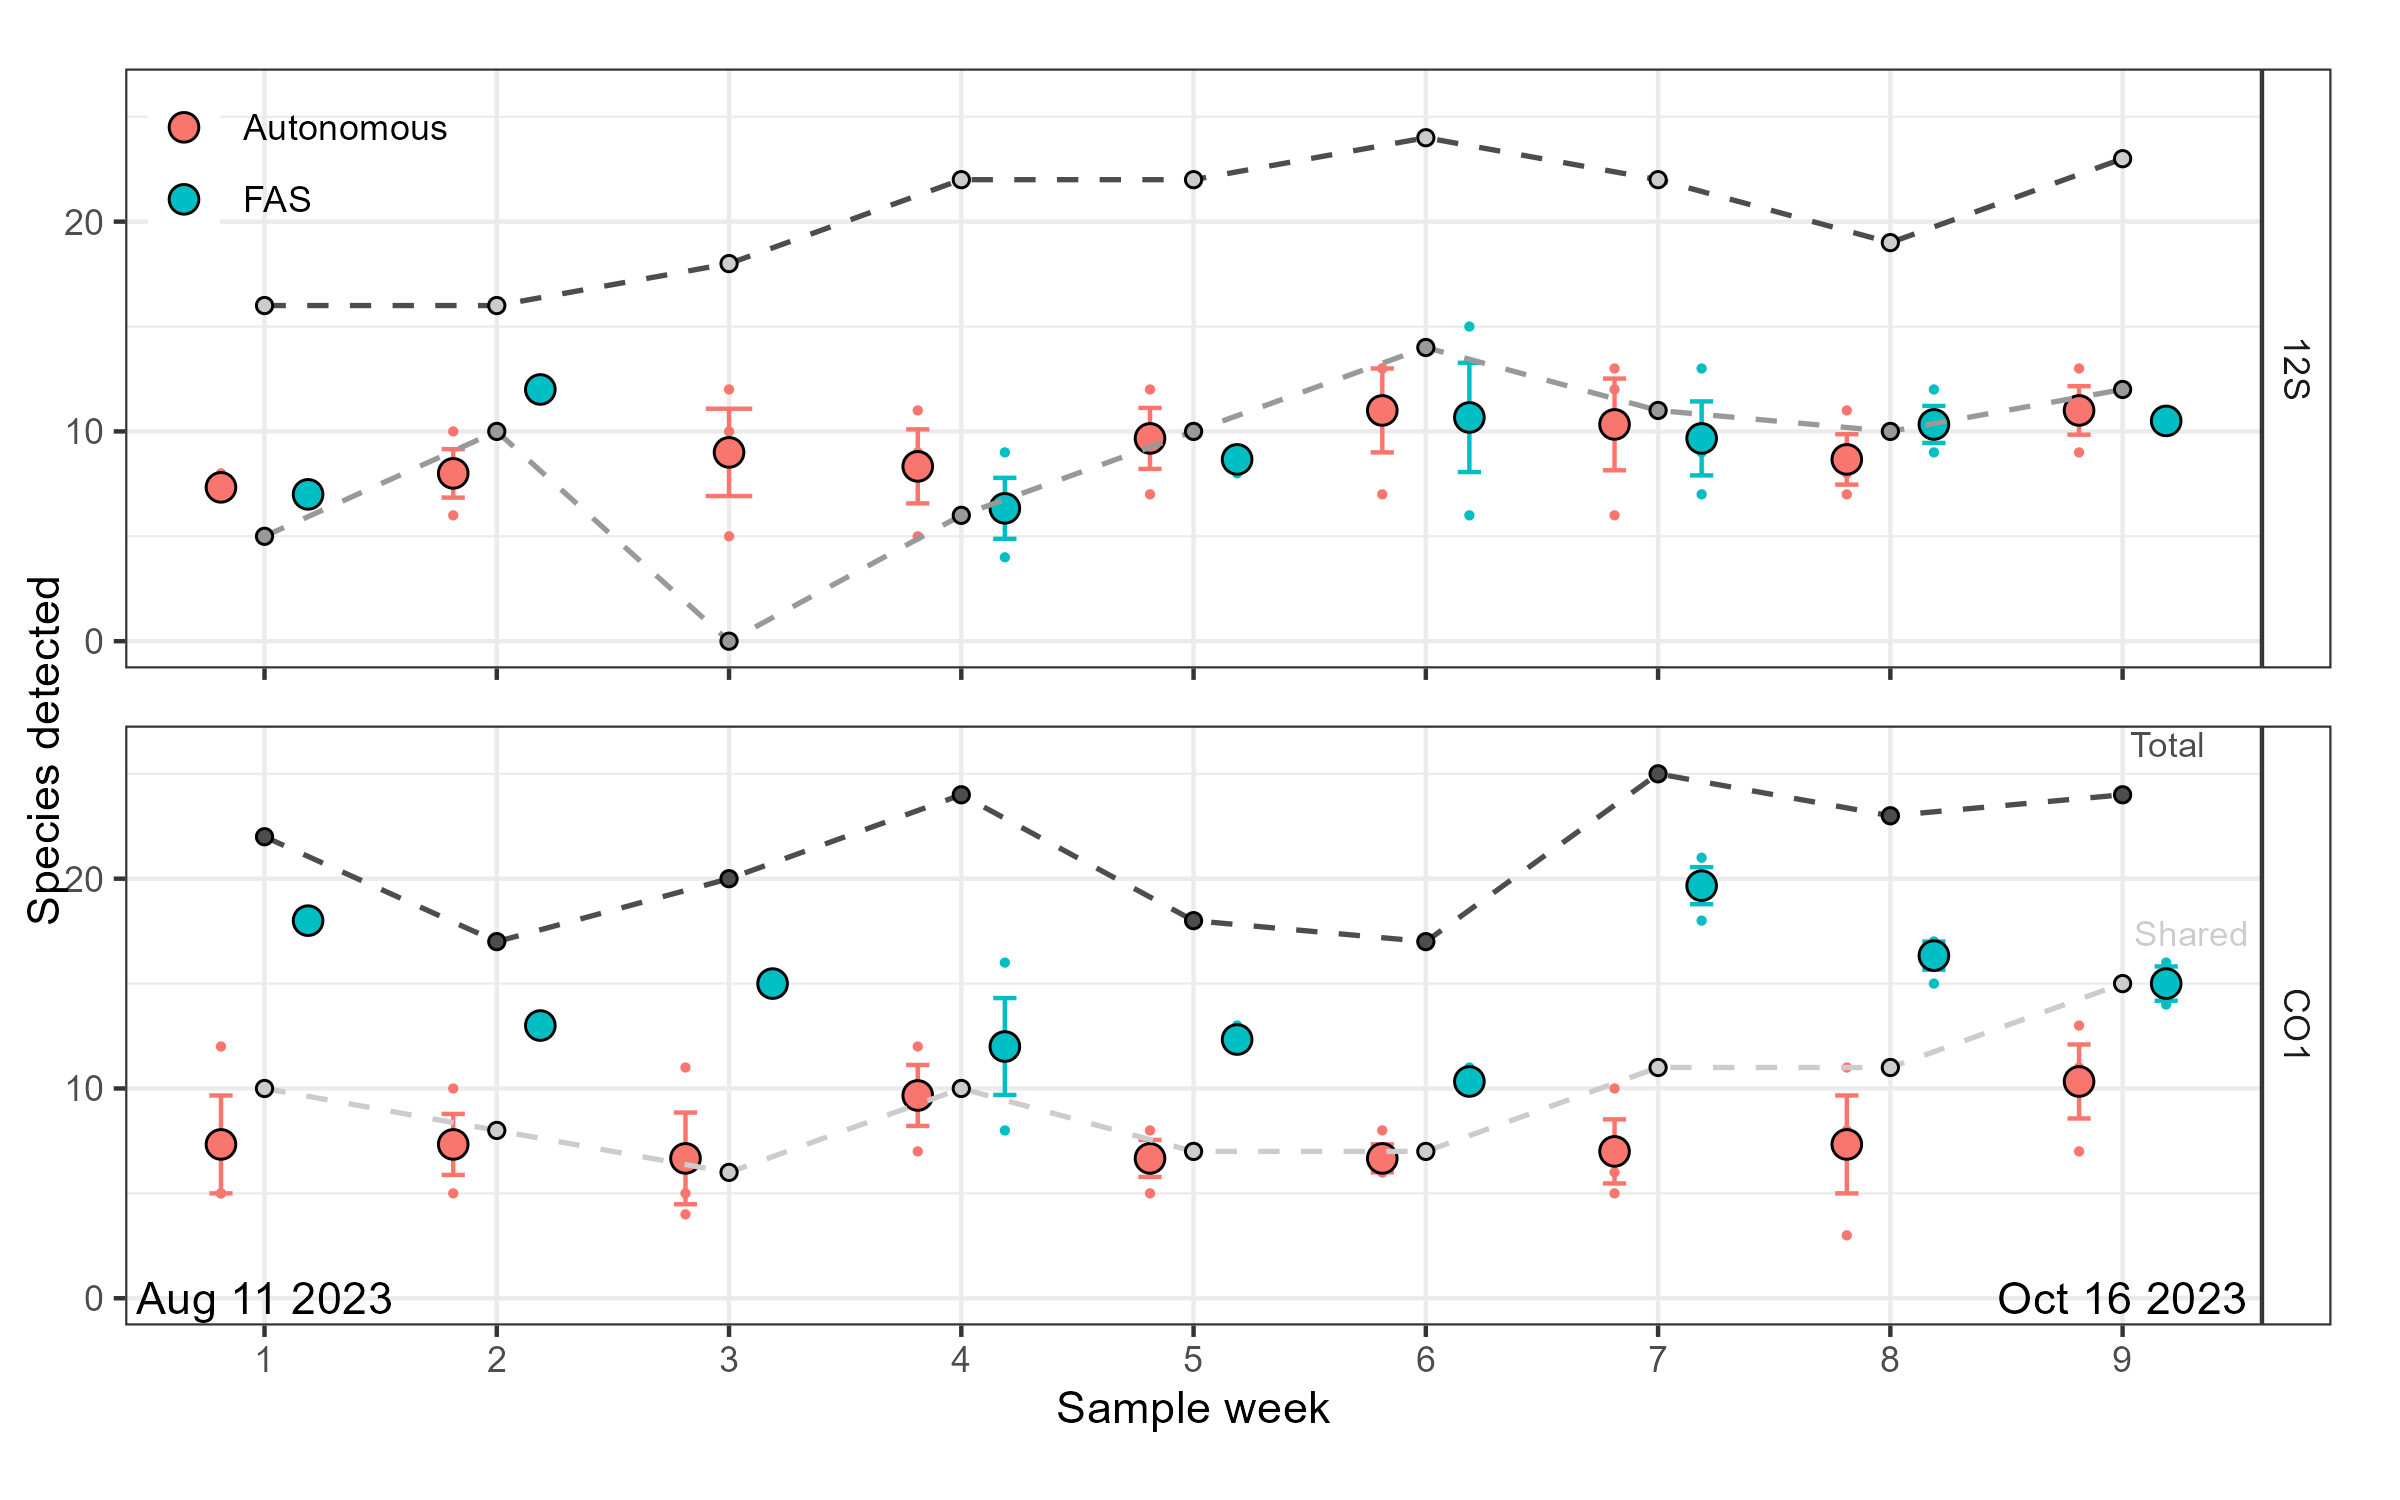 Autonomous
FAS
20
10
0
12S
Species detected
Total
20
Shared
10
CO1
0
Aug 11 2023
Oct 16 2023
1 2 3 4 5 6 7 8 9
Sample week